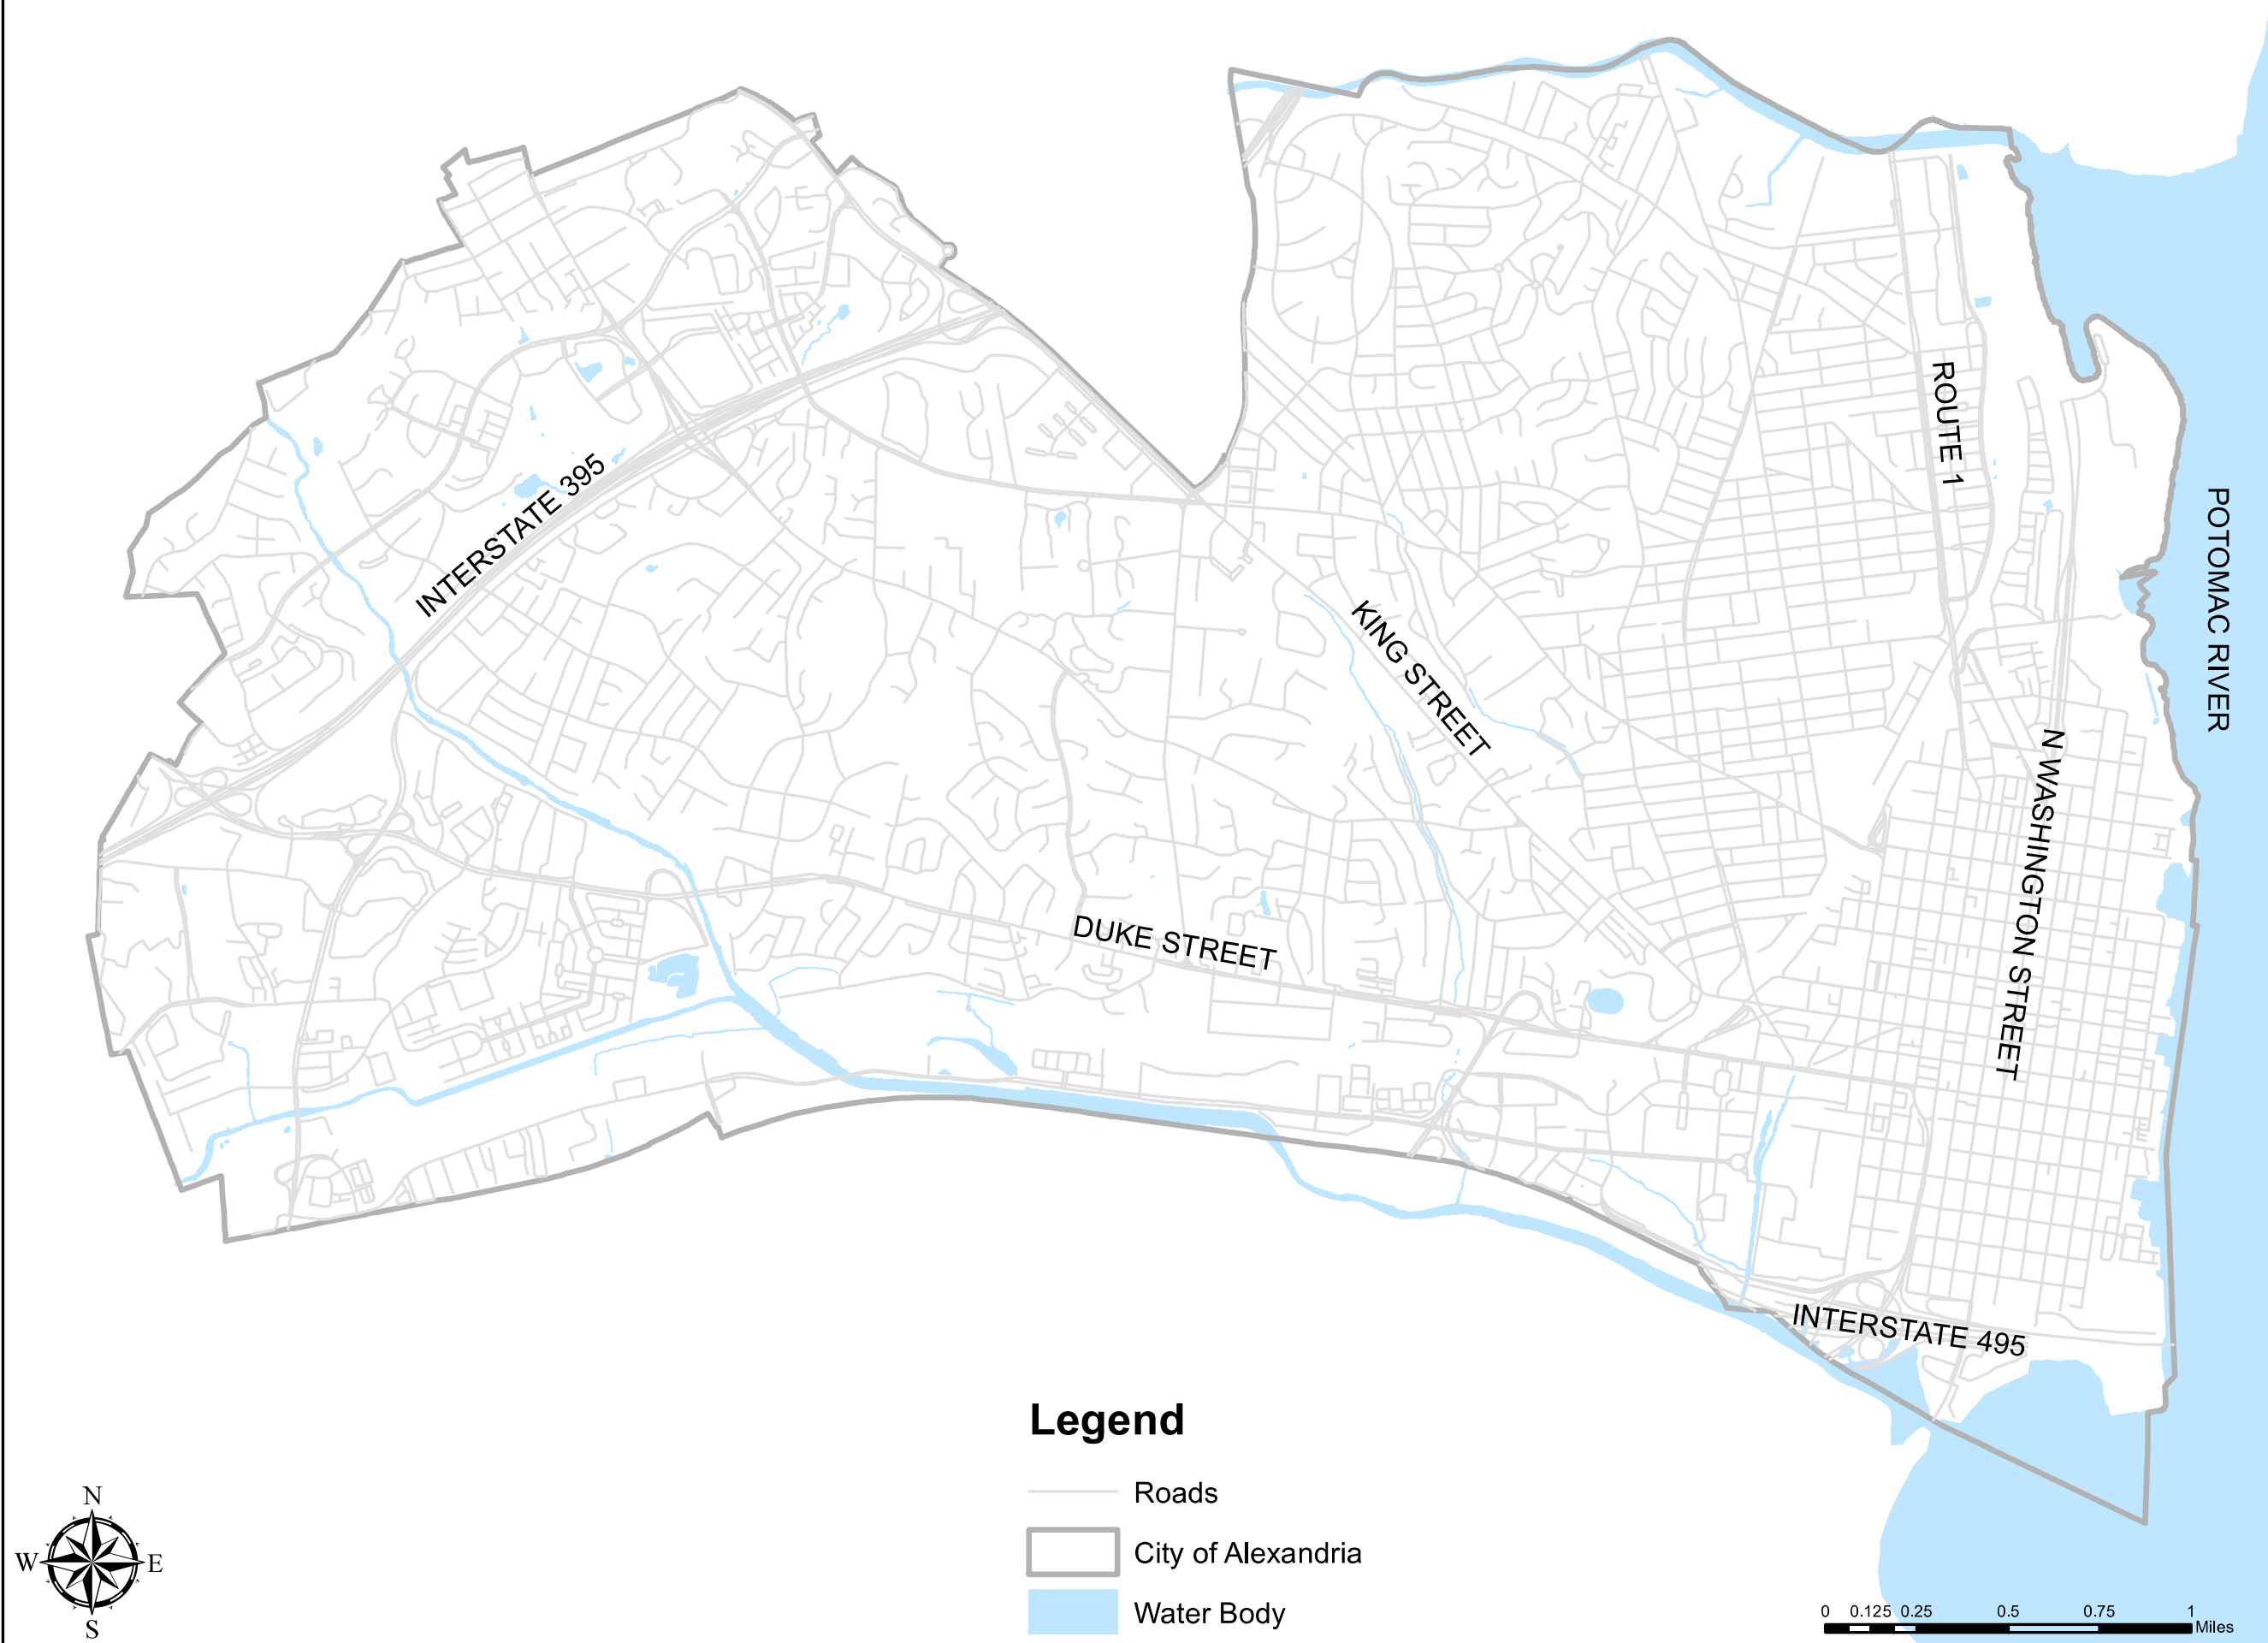 ROUTE 1
POTOMAC RIVER
INTERSTATE 395
KING STREET
N WASHINGTON STREET
DUKE STREET
INTERSTATE 495
Legend
Roads
City of Alexandria
Water Body
N
W E
S
0 0.125 0.25 0.5 0.75 1
Miles